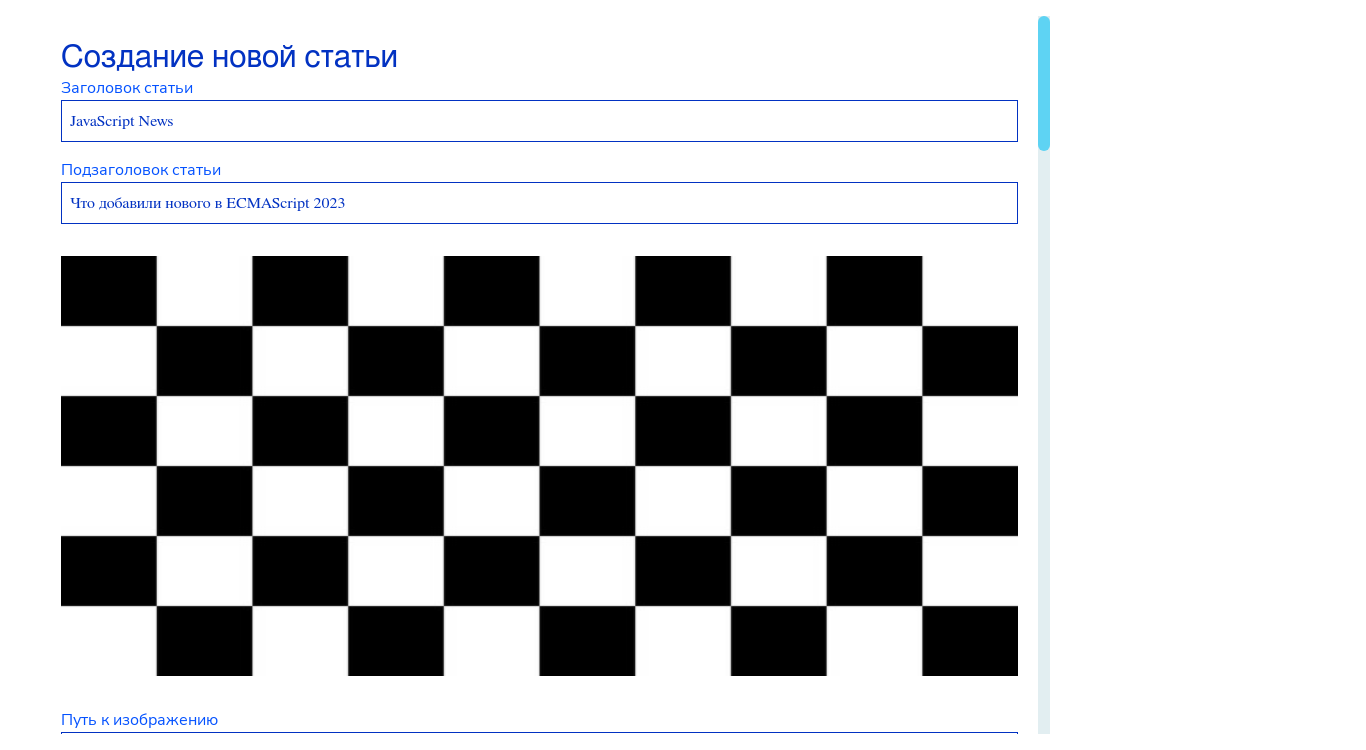 Создание новой статьи
Заголовок статьи
JavaScript News
Подзаголовок статьи
Что добавили нового в ECMAScript 2023
Путь к изображению